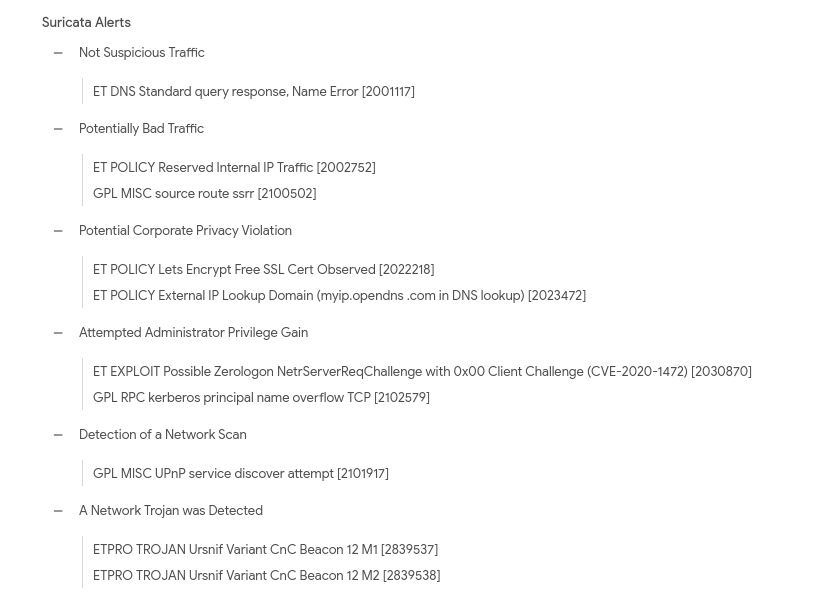 Suricata Alerts
— Not Suspicious Traffic
ET DNS Standard query response, Name Error [2001117]
— Potentially Bad Traffic
ET POLICY Reserved Internal IP Traffic [2002752]
GPL MISC source route ssrr [2100502]
— Potential Corporate Privacy Violation
ET POLICY Lets Encrypt Free SSL Cert Observed [2022218]
ET POLICY External IP Lookup Domain (myip.opendns .com in DNS lookup) [2023472]
— Attempted Administrator Privilege Gain
ET EXPLOIT Possible Zerologon NetrServerReqChallenge with 0x00 Client Challenge (CVE-2020-1472) [2030870]
GPL RPC kerberos principal name overflow TCP [2102579]
— Detection of a Network Scan
GPL MISC UPnP service discover attempt [2101917]
— A Network Trojan was Detected
ETPRO TROJAN Ursnif Variant CnC Beacon 12 M1 [2839537]
ETPRO TROJAN Ursnif Variant CnC Beacon 12 M2 [2839538]